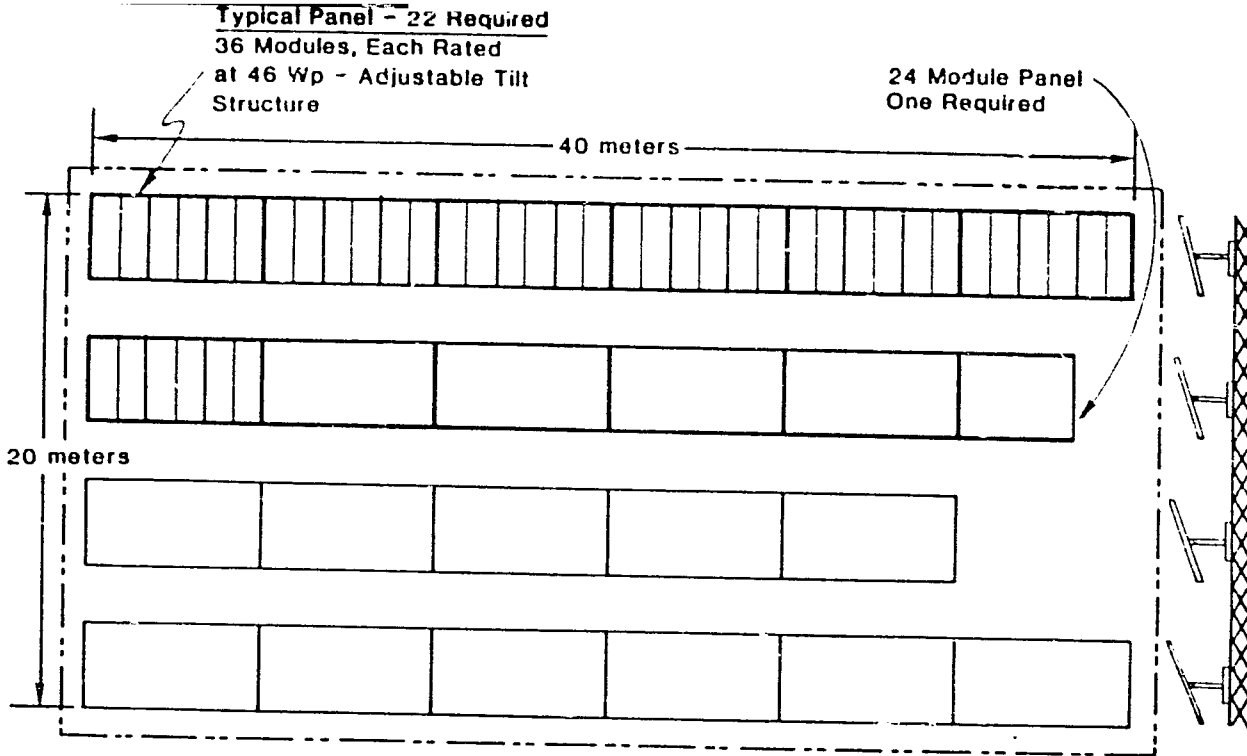 Typical Panel - 22 Required
36 Modules, Each Rated
at 46 Wp - Adjustable Tilt
Structure
24 Module Panel
One Required
40 meters
20 meters